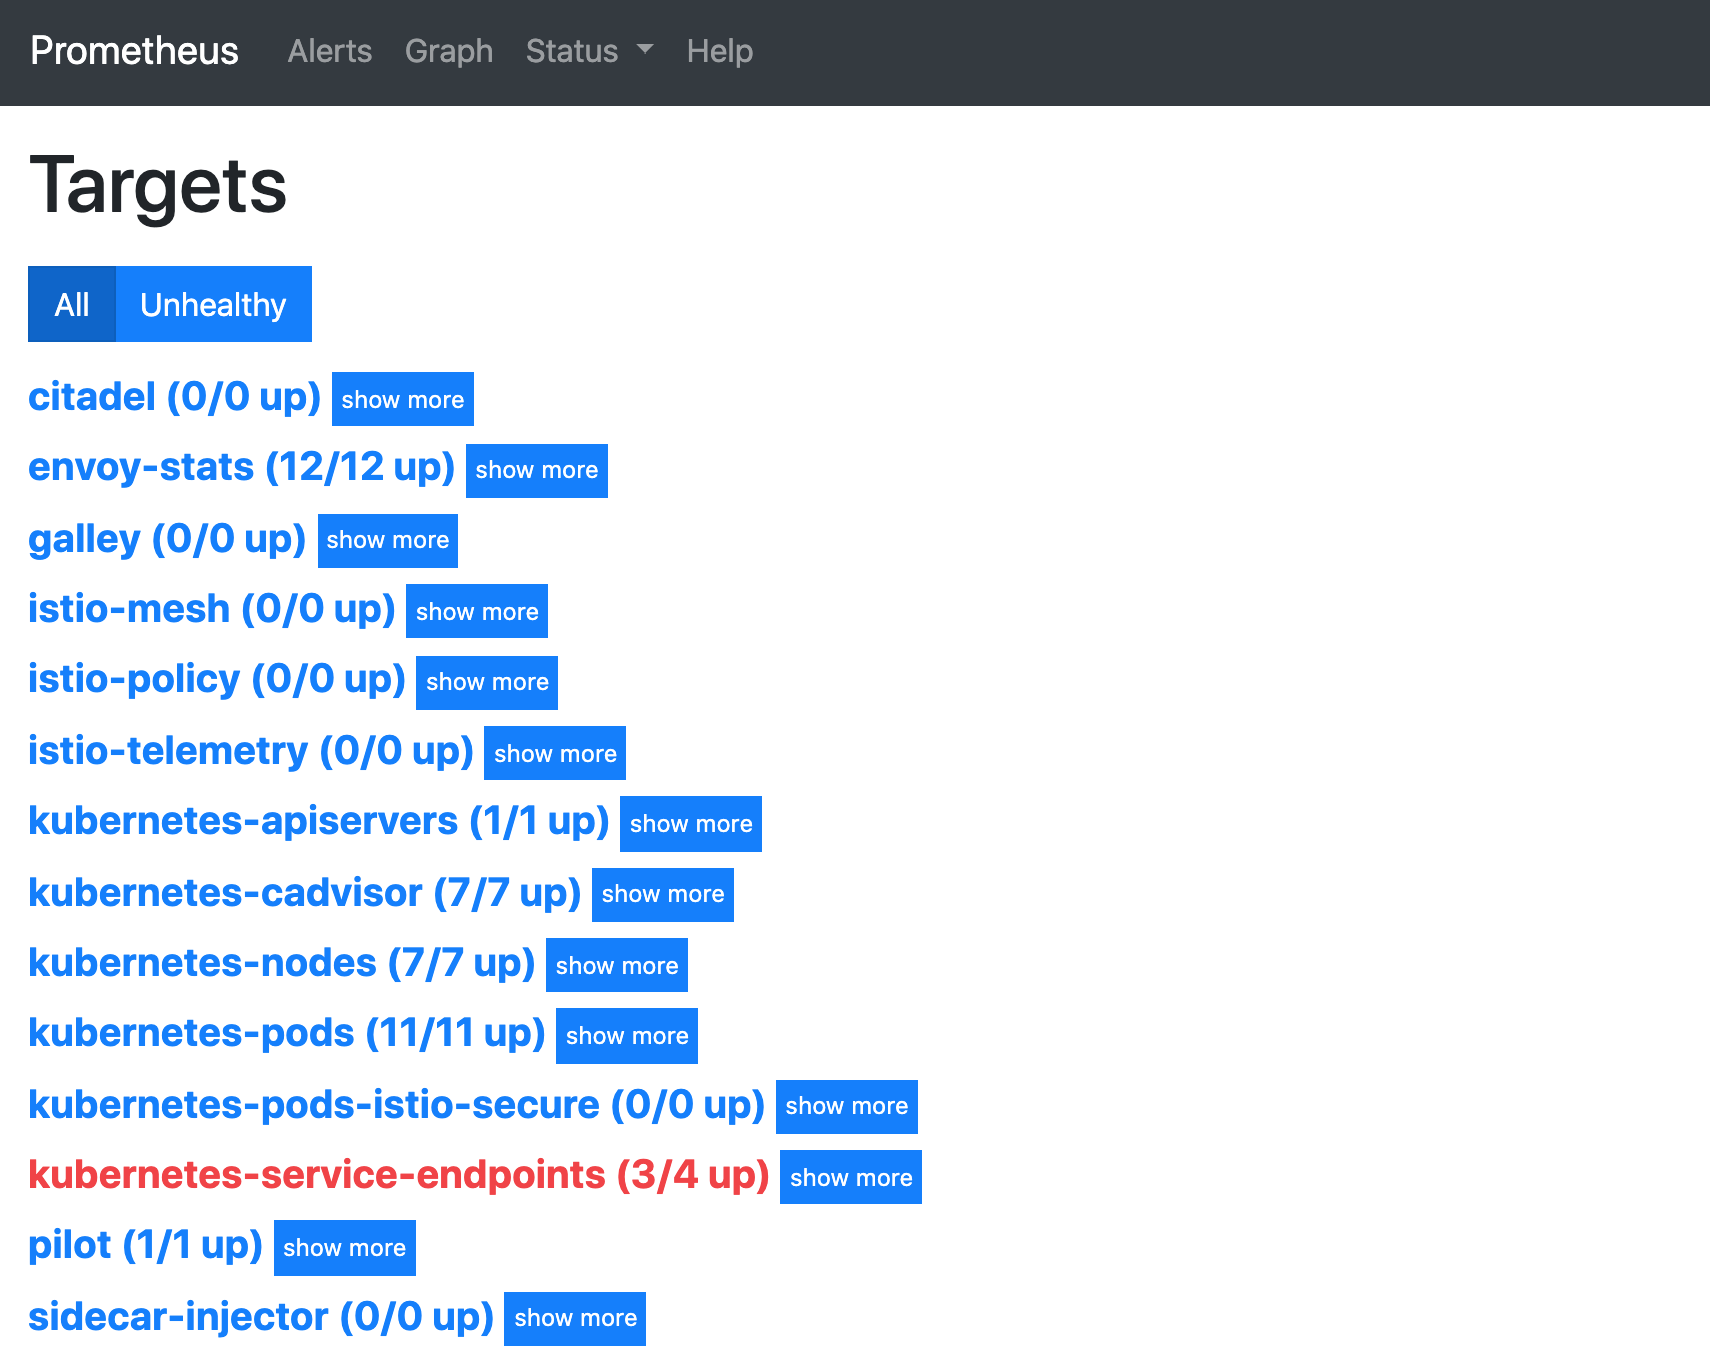 Prometheus Alerts Graph Status Help
Targets
All Unhealthy
citadel (0/0 up) show more
envoy-stats (12/12 up) show more
galley (0/0 up) show more
istio-mesh (0/0 up) show more
istio-policy (0/0 up) show more
istio-telemetry (0/0 up) show more
kubernetes-apiservers (1/1 up) show more
kubernetes-cadvisor (7/7 up) show more
kubernetes-nodes (7/7 up) show more
kubernetes-pods (11/11 up) show more
kubernetes-pods-istio-secure (0/0 up) show more
kubernetes-service-endpoints (3/4 up) show more
pilot (1/1 up) show more
sidecar-injector (0/0 up) show more